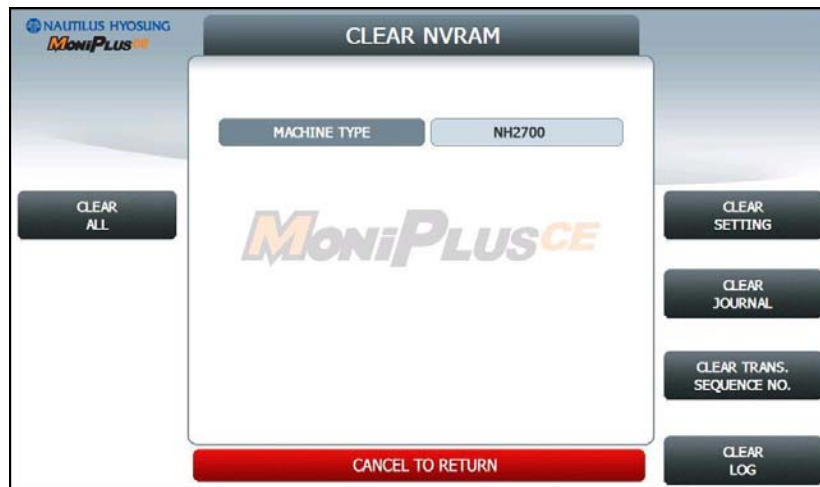 NAUTILUS HYOSUNG
MoniPlusCE
CLEAR NVRAM
MACHINE TYPE
NH2700
CLEAR
ALL
MoniPlusCE
CLEAR
SETTING
CLEAR
JOURNAL
CLEAR TRANS.
SEQUENCE NO.
CLEAR
LOG
CANCEL TO RETURN